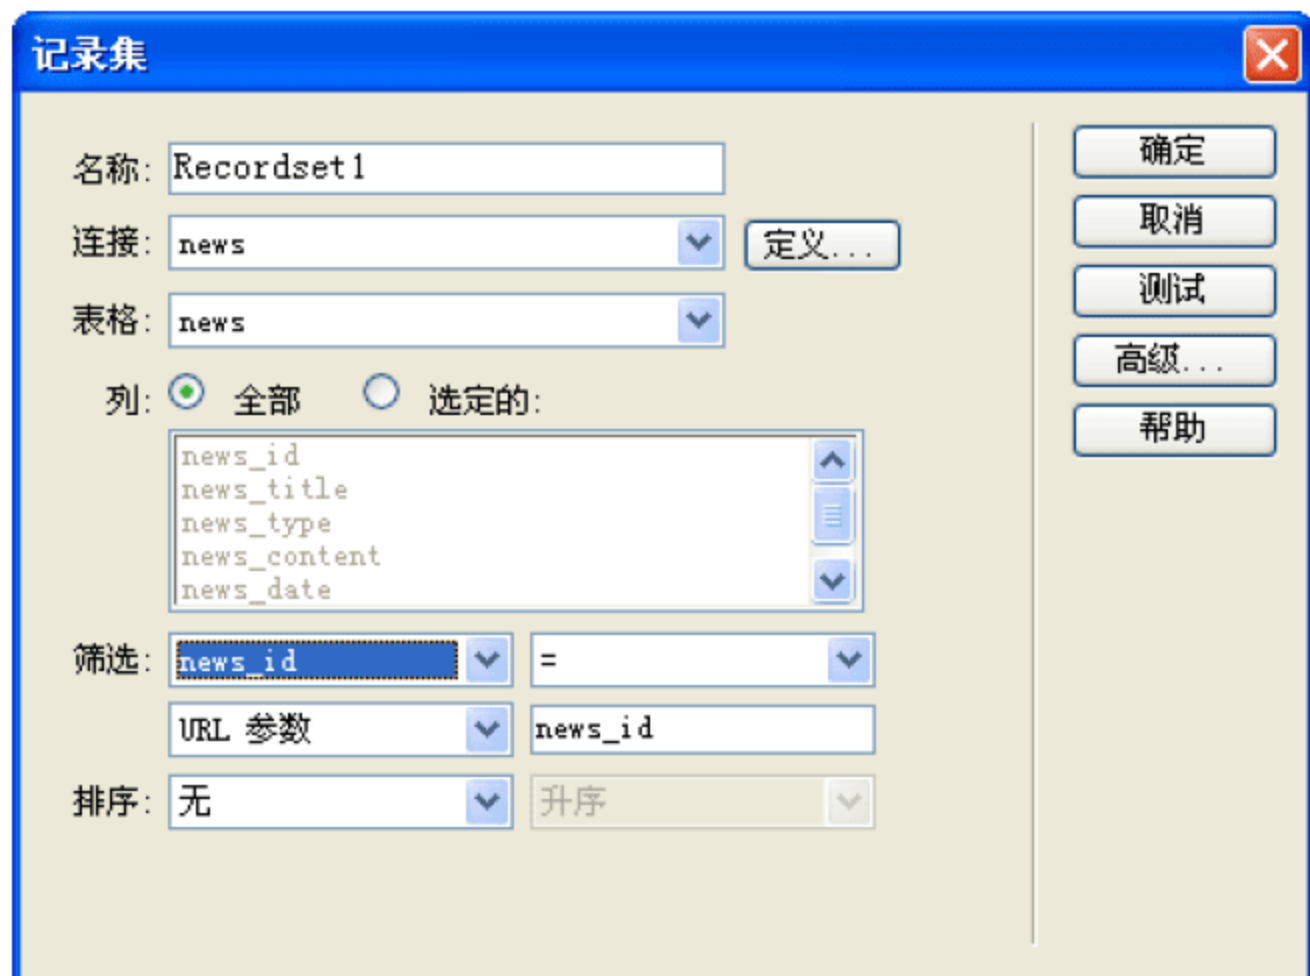 记录集
名称: Recordset1
连接: news 定义...
表格: news
列: 全部 选定的:
news_id
news_title
news_type
news_content
news_date
筛选: news_id =
URL 参数 news_id
排序: 无 升序
确定
取消
测试
高级...
帮助